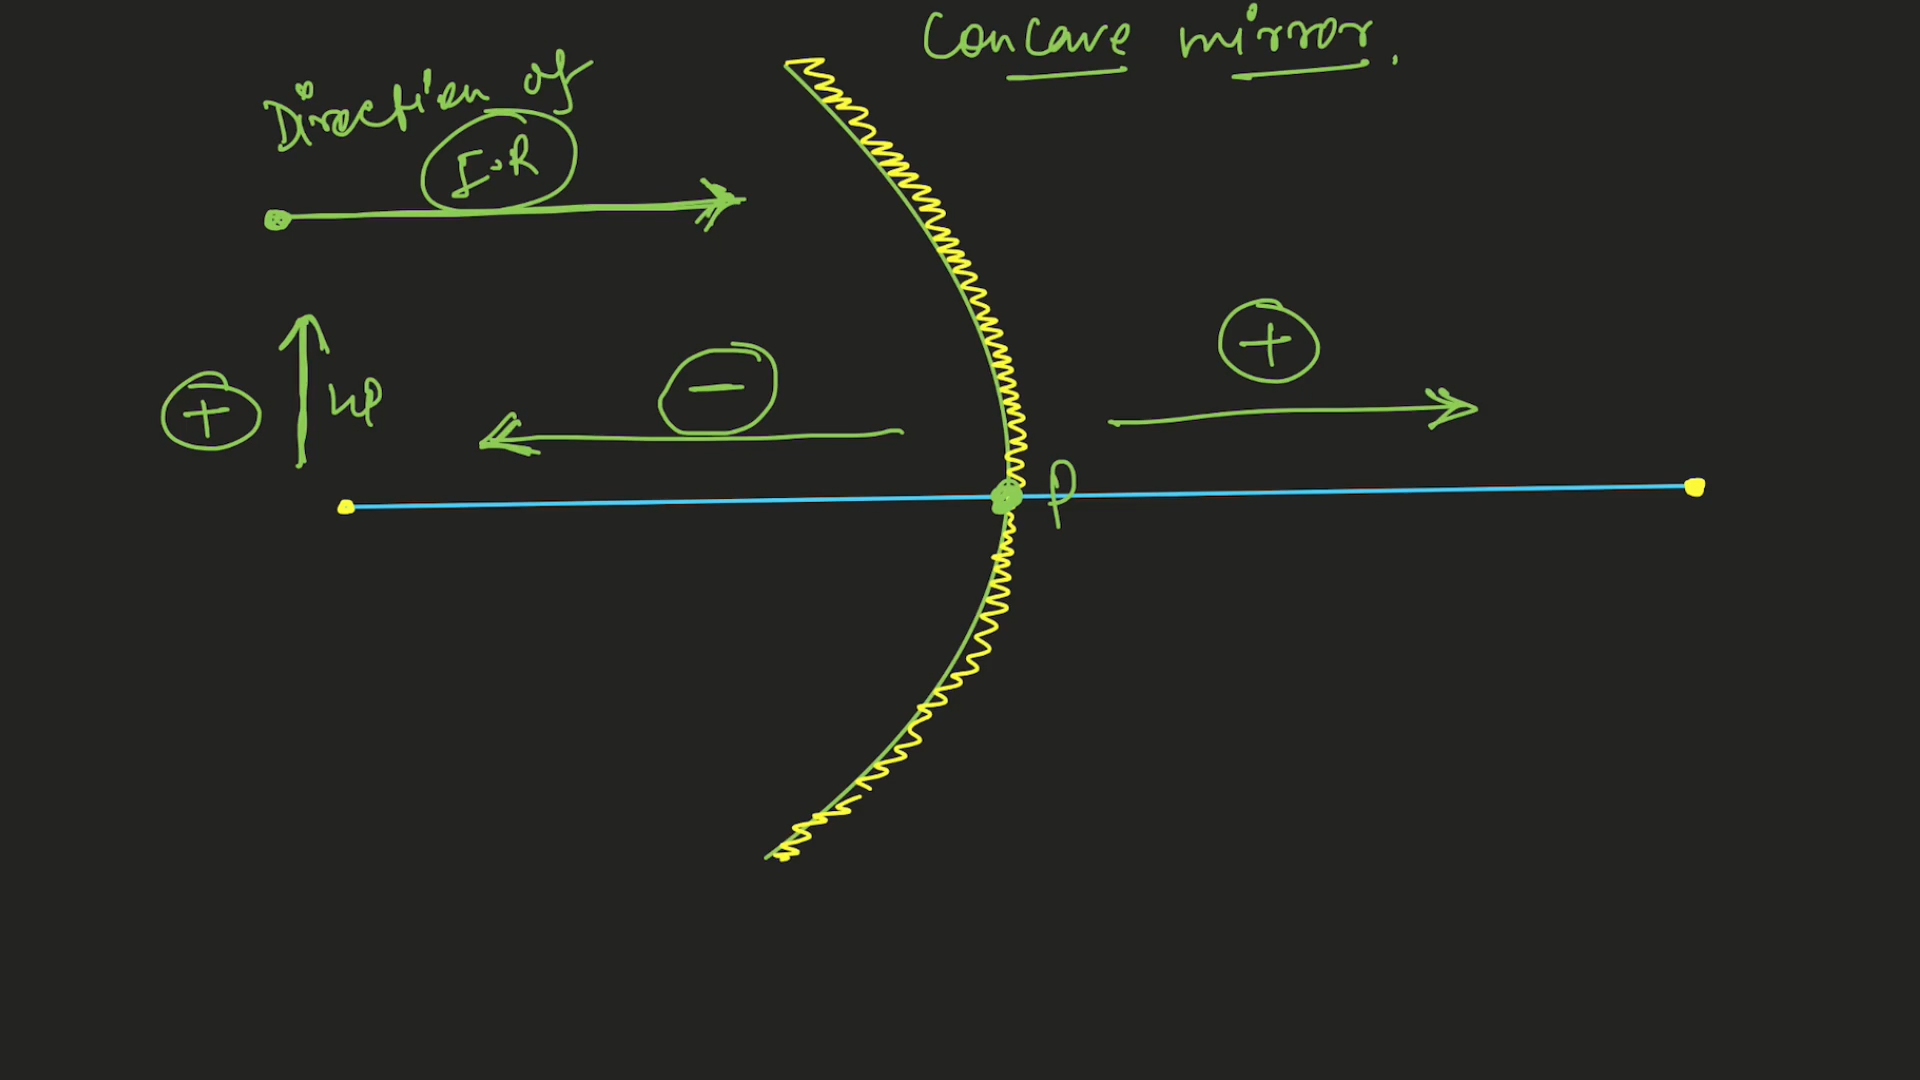 Concave mirror.
Direction of
I.R
+
up
-
+
P